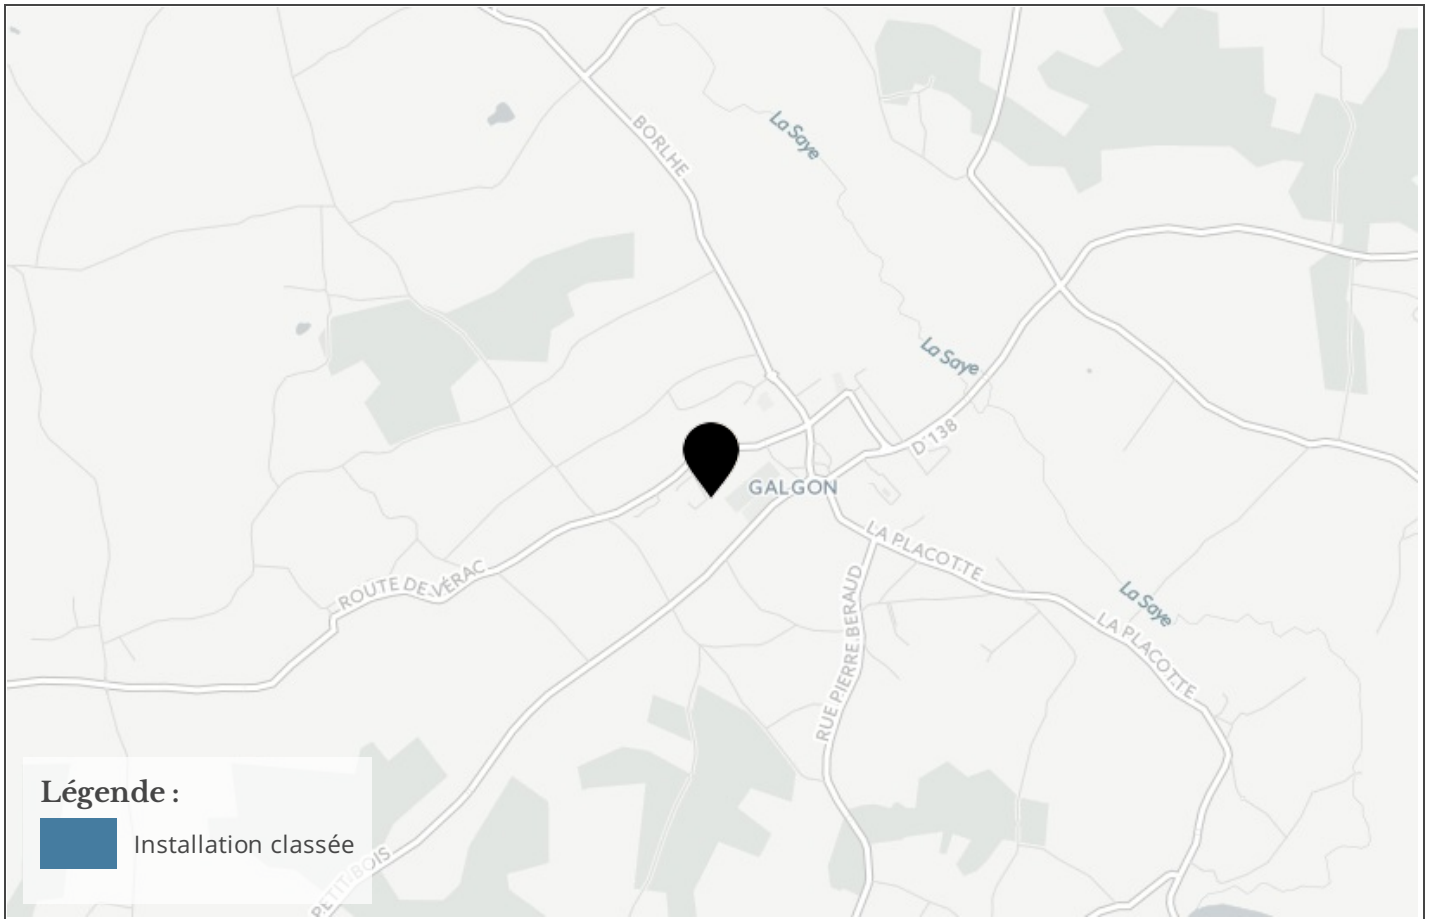 BORLHE
La Saye
La Saye
D 138
GALGON
LA PLACOTTE
ROUTE DE VÉRAC
RUE PIERRE BERAUD
La Saye
LA PLACOTTE
Légende :
Installation classée
PETIT BOIS